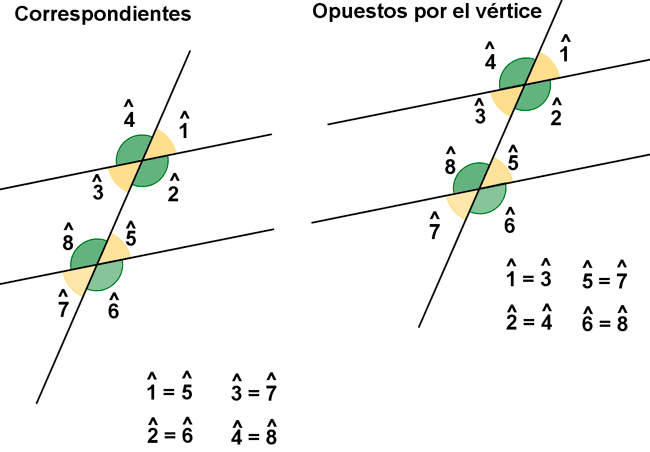 Correspondientes
4̂ 1̂
3̂ 2̂
8̂ 5̂
7̂ 6̂
1̂ = 5̂ 3̂ = 7̂
2̂ = 6̂ 4̂ = 8̂
Opuestos por el vértice
4̂ 1̂
3̂ 2̂
8̂ 5̂
7̂ 6̂
1̂ = 3̂ 5̂ = 7̂
2̂ = 4̂ 6̂ = 8̂